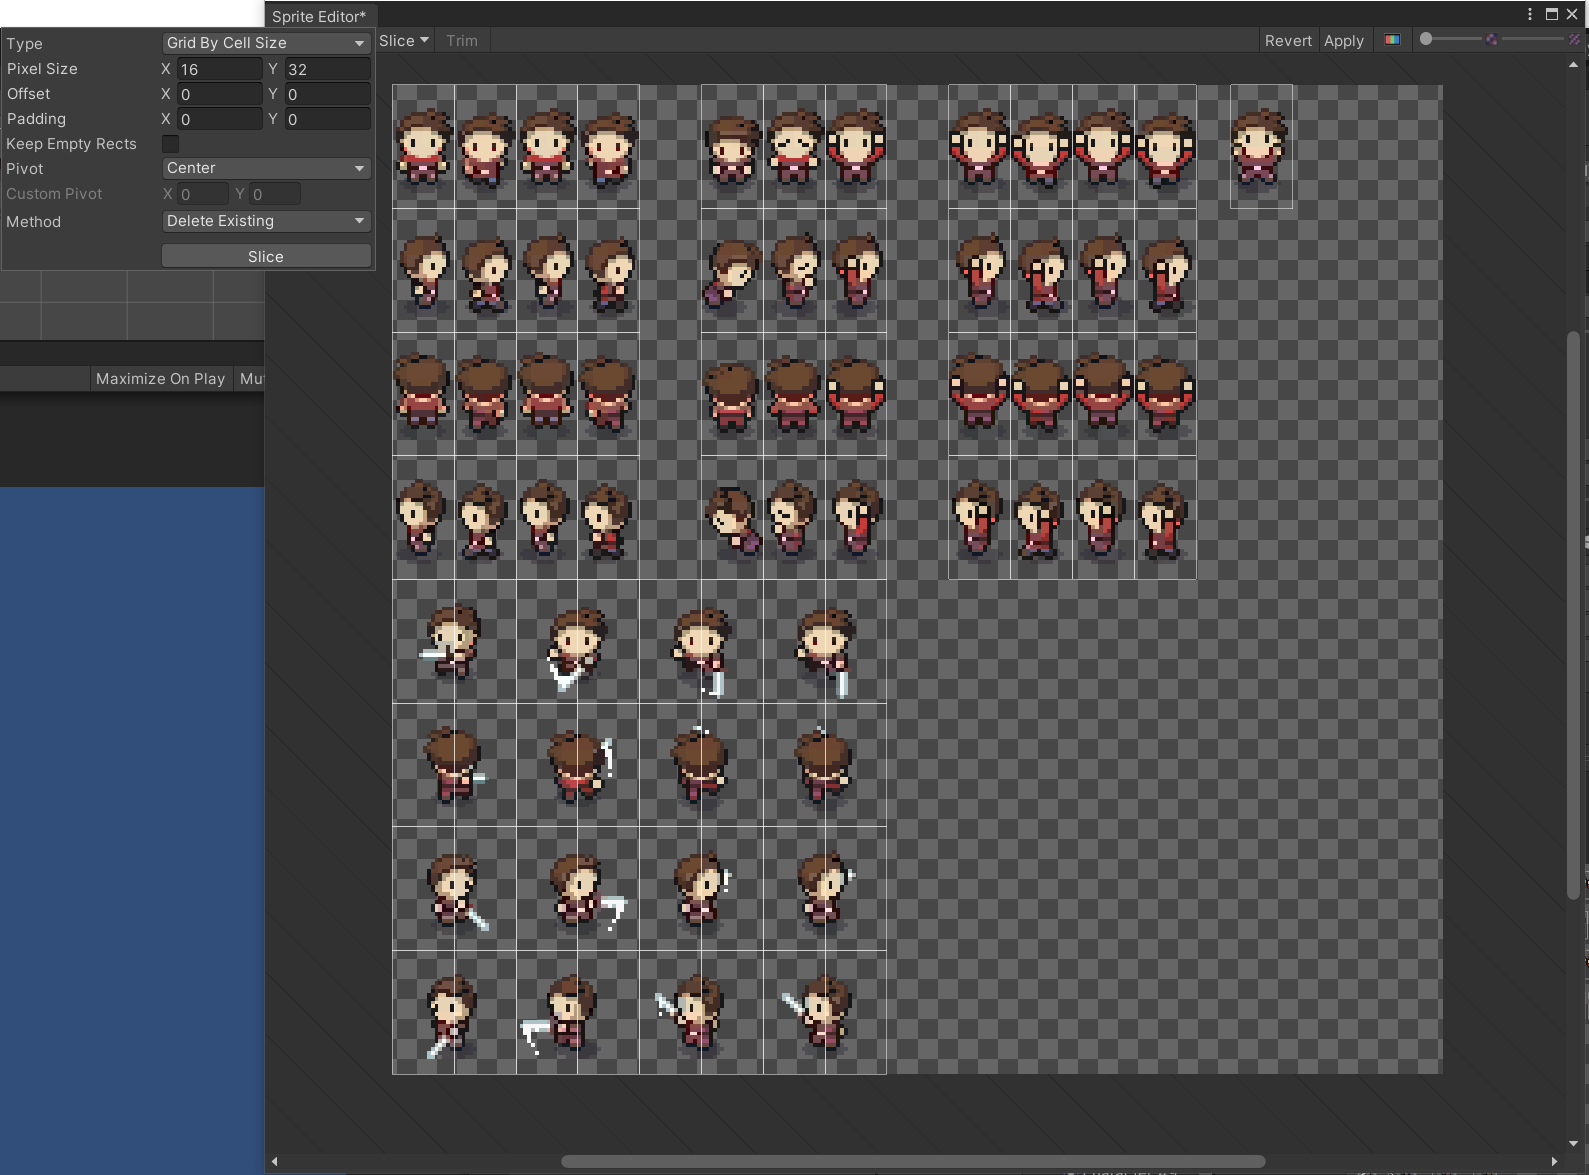 Sprite Editor*
Type Grid By Cell Size
Slice Trim Revert Apply
Pixel Size X 16 Y 32
Offset X 0 Y 0
Padding X 0 Y 0
Keep Empty Rects
Pivot Center
Custom Pivot X 0 Y 0
Method Delete Existing
Slice
Maximize On Play Mu